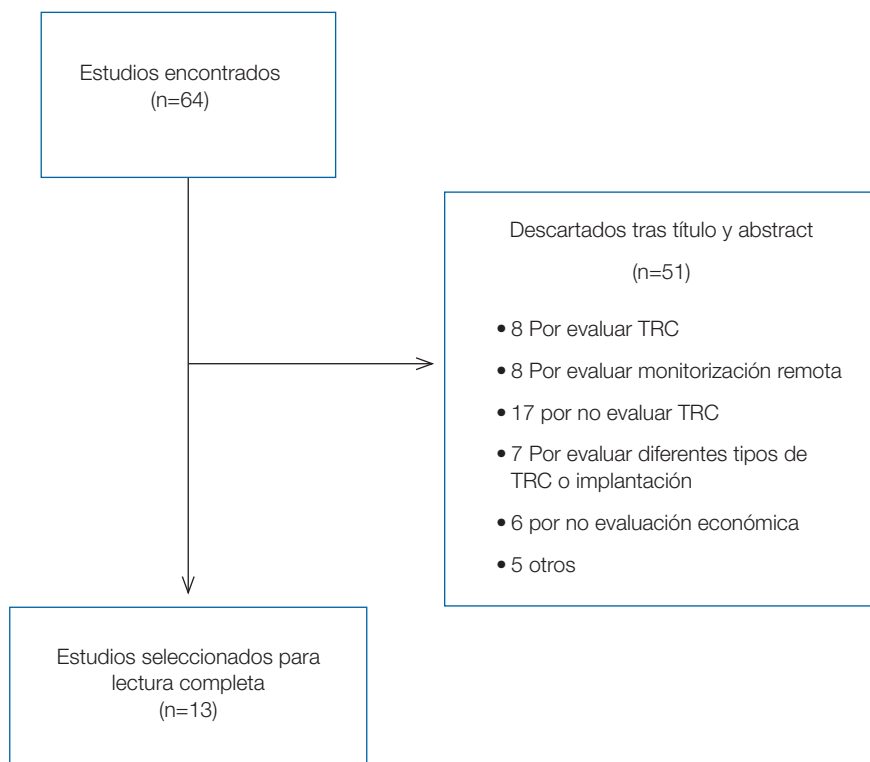 Estudios encontrados
(n=64)
Descartados tras título y abstract
(n=51)
• 8 Por evaluar TRC
• 8 Por evaluar monitorización remota
• 17 por no evaluar TRC
• 7 Por evaluar diferentes tipos de
TRC o implantación
• 6 por no evaluación económica
• 5 otros
Estudios seleccionados para
lectura completa
(n=13)